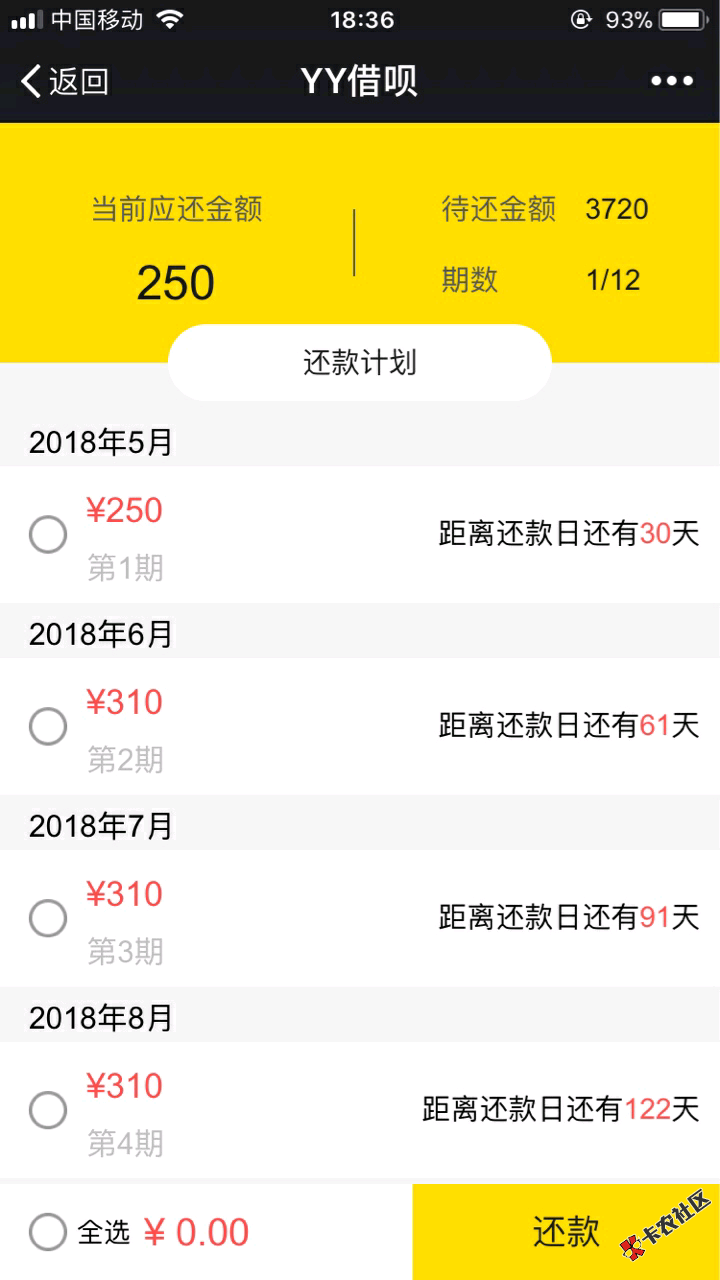 中国移动 18:36 93%
返回 YY借呗
当前应还金额 待还金额 3720
250 期数 1/12
还款计划
2018年5月
¥250
距离还款日还有30天
第1期
2018年6月
¥310
距离还款日还有61天
第2期
2018年7月
¥310
距离还款日还有91天
第3期
2018年8月
¥310
距离还款日还有122天
第4期
全选 ¥ 0.00 还款
卡农社区